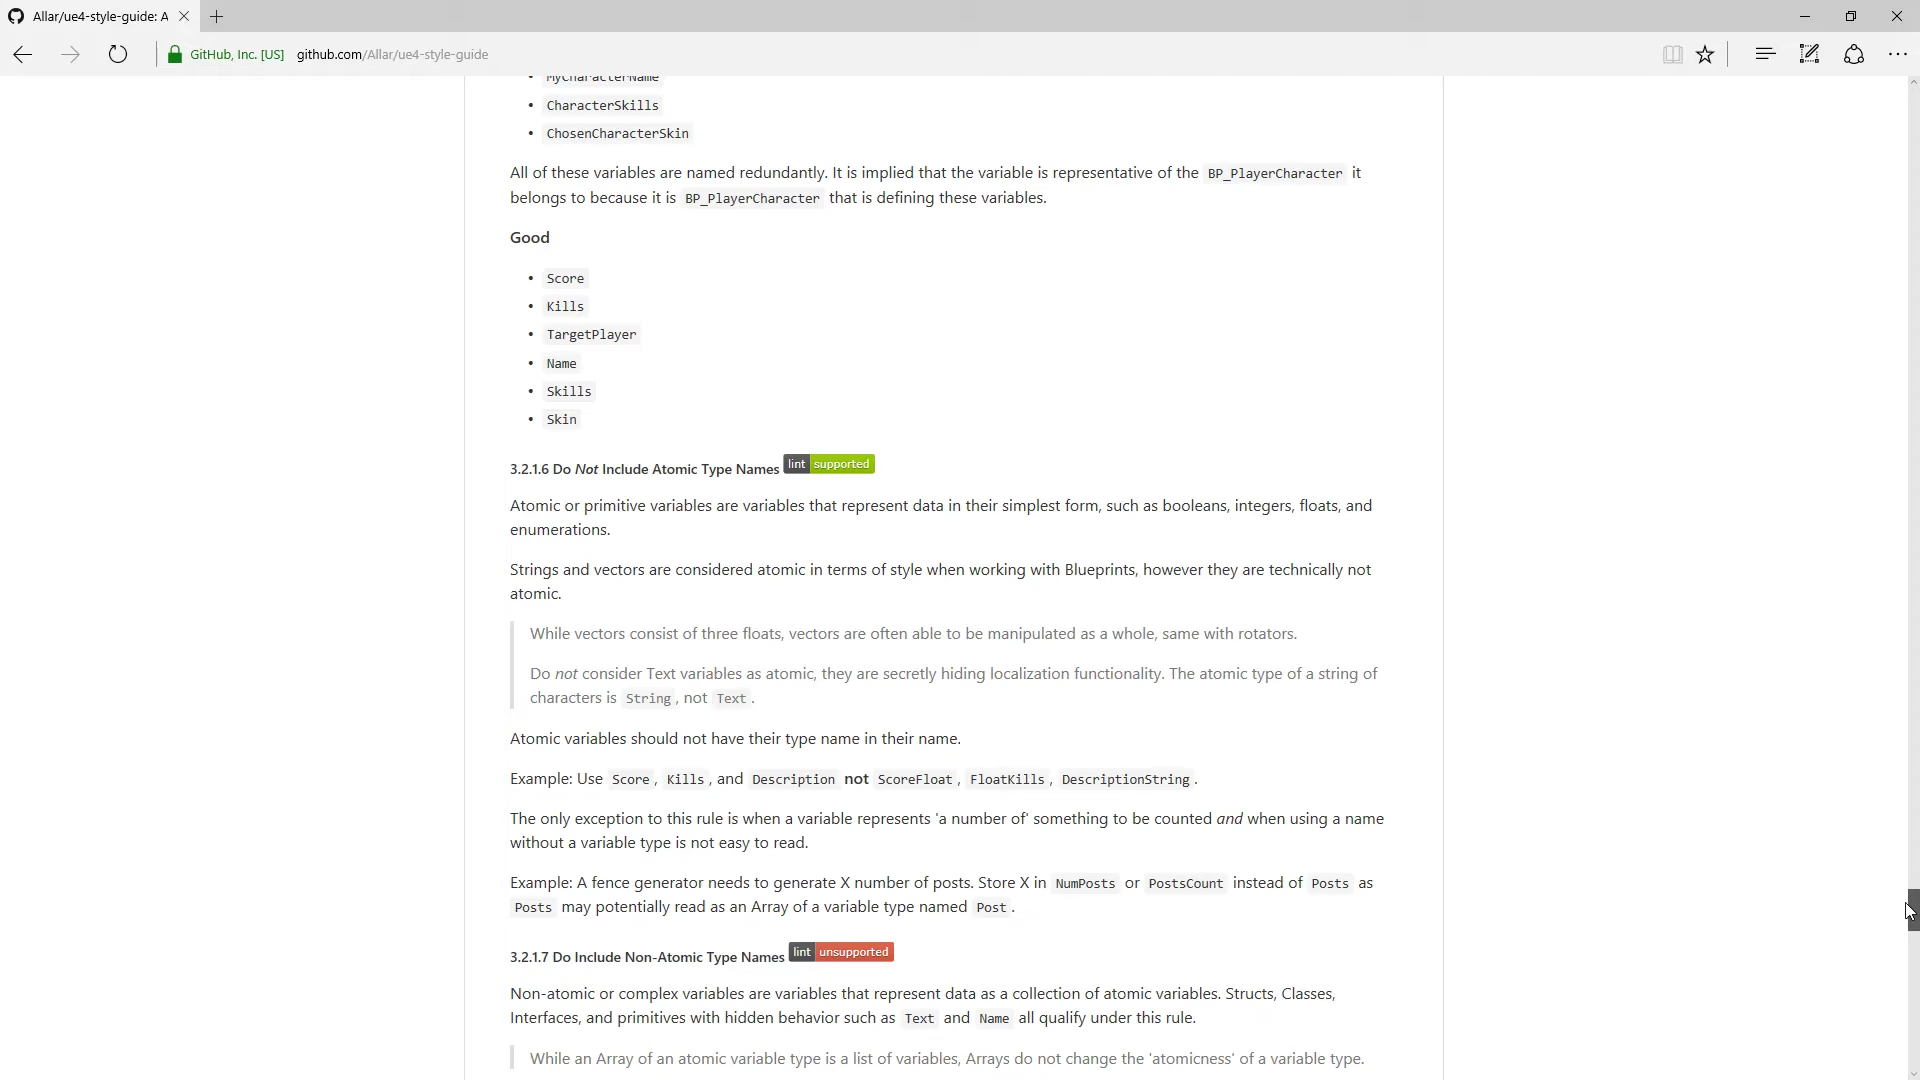 Allar/ue4-style-guide: A
GitHub, Inc. [US] github.com/Allar/ue4-style-guide
MyCharacterName
CharacterSkills
ChosenCharacterSkin
All of these variables are named redundantly. It is implied that the variable is representative of the BP_PlayerCharacter it
belongs to because it is BP_PlayerCharacter that is defining these variables.
Good
Score
Kills
TargetPlayer
Name
Skills
Skin
3.2.1.6 Do Not Include Atomic Type Names lint supported
Atomic or primitive variables are variables that represent data in their simplest form, such as booleans, integers, floats, and
enumerations.
Strings and vectors are considered atomic in terms of style when working with Blueprints, however they are technically not
atomic.
While vectors consist of three floats, vectors are often able to be manipulated as a whole, same with rotators.
Do not consider Text variables as atomic, they are secretly hiding localization functionality. The atomic type of a string of
characters is String, not Text.
Atomic variables should not have their type name in their name.
Example: Use Score, Kills, and Description not ScoreFloat, FloatKills, DescriptionString.
The only exception to this rule is when a variable represents 'a number of' something to be counted and when using a name
without a variable type is not easy to read.
Example: A fence generator needs to generate X number of posts. Store X in NumPosts or PostsCount instead of Posts as
Posts may potentially read as an Array of a variable type named Post.
3.2.1.7 Do Include Non-Atomic Type Names lint unsupported
Non-atomic or complex variables are variables that represent data as a collection of atomic variables. Structs, Classes,
Interfaces, and primitives with hidden behavior such as Text and Name all qualify under this rule.
While an Array of an atomic variable type is a list of variables, Arrays do not change the 'atomicness' of a variable type.